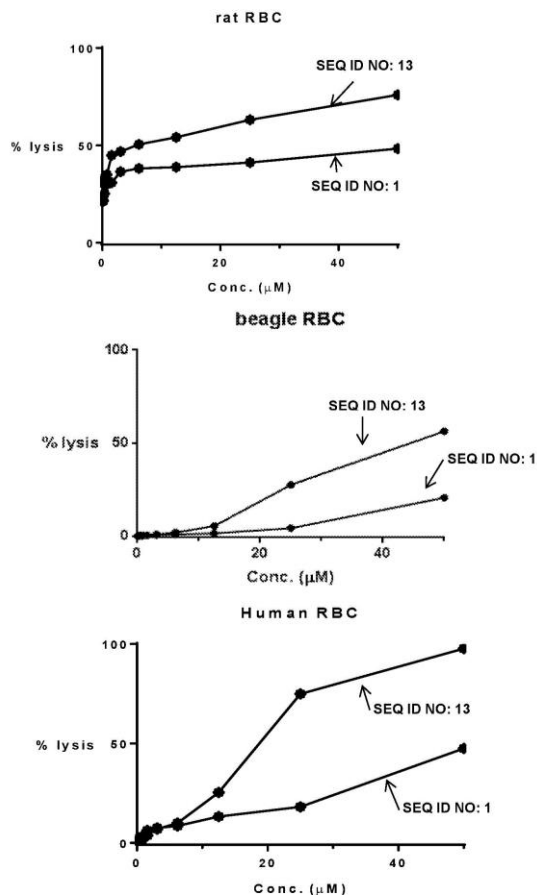 rat RBC
100
SEQ ID NO: 13
% lysis
50
SEQ ID NO: 1
0
0 20 40
Conc. (μM)
beagle RBC
100
SEQ ID NO: 13
% lysis
50
SEQ ID NO: 1
0
0 20 40
Conc. (μM)
Human RBC
100
SEQ ID NO: 13
% lysis
50
SEQ ID NO: 1
0
0 20 40
Conc. (μM)